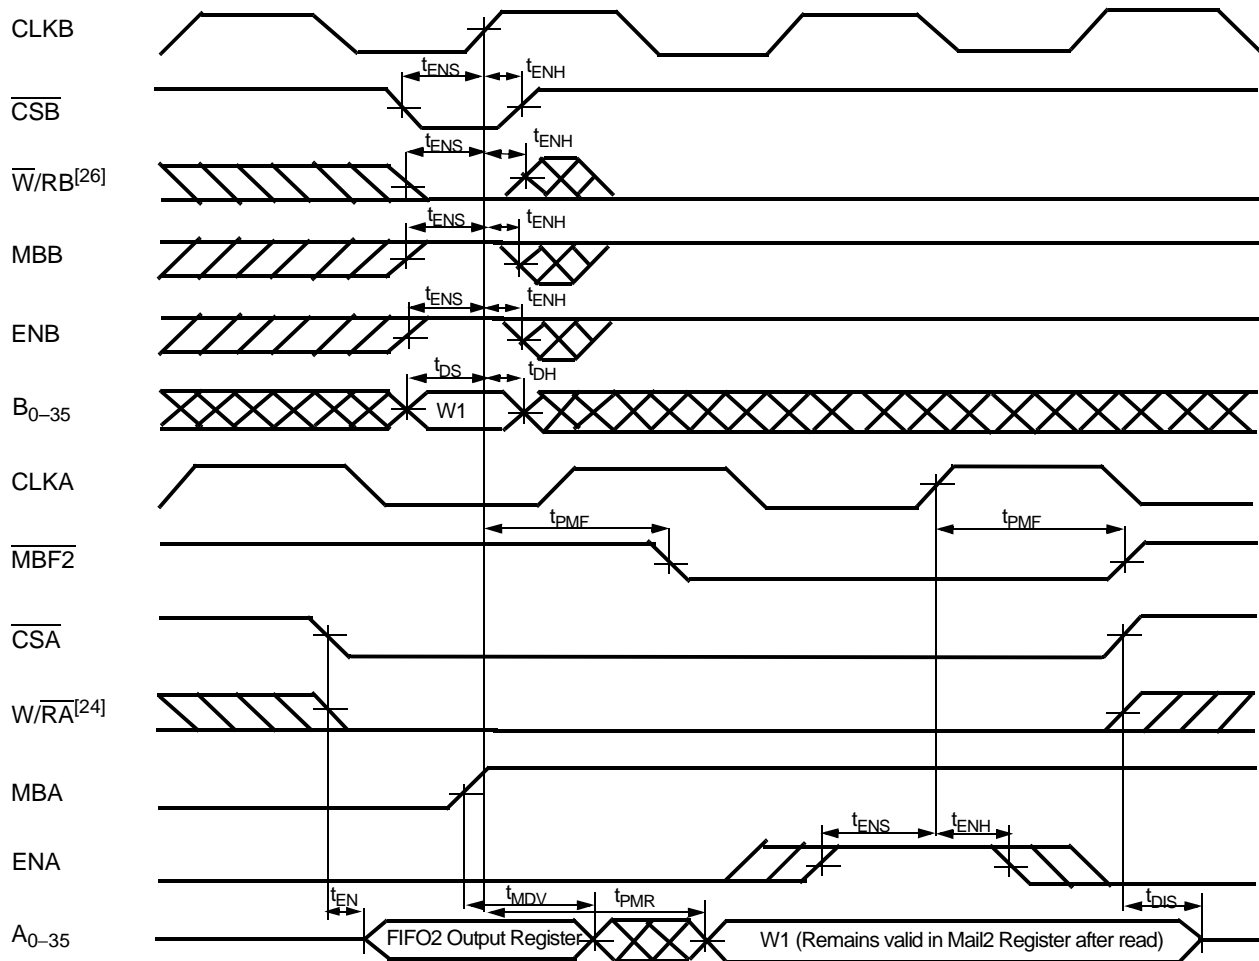 CLKB
tENS tENH
CSB
tENS tENH
W/RB[26]
tENS tENH
MBB
tENS tENH
ENB
tDS tDH
B0–35 W1
CLKA
tPMF tPMF
MBF2
CSA
W/RA[24]
MBA
tENS tENH
ENA
tEN tMDV tPMR tDIS
A0–35 FIFO2 Output Register W1 (Remains valid in Mail2 Register after read)